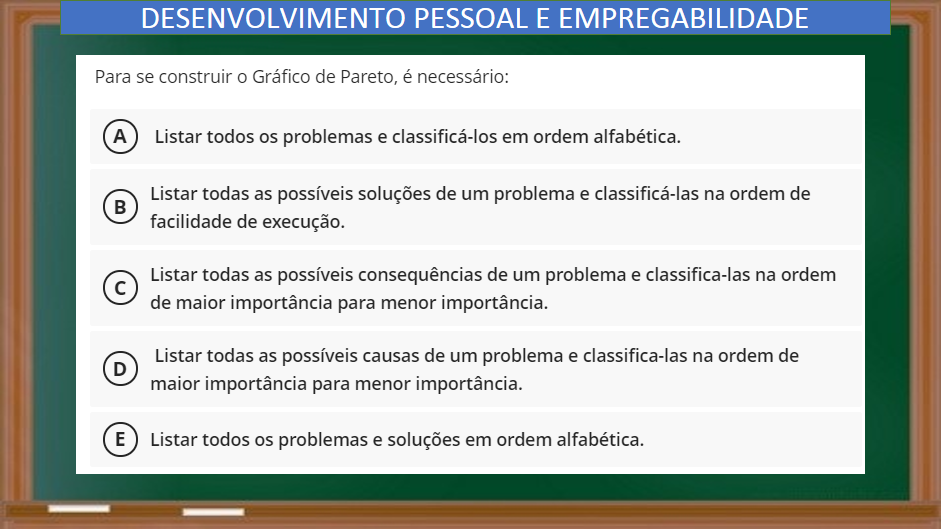 DESENVOLVIMENTO PESSOAL E EMPREGABILIDADE
Para se construir o Gráfico de Pareto, é necessário:
A Listar todos os problemas e classificá-los em ordem alfabética.
B Listar todas as possíveis soluções de um problema e classificá-las na ordem de
facilidade de execução.
C Listar todas as possíveis consequências de um problema e classifica-las na ordem
de maior importância para menor importância.
D Listar todas as possíveis causas de um problema e classifica-las na ordem de
maior importância para menor importância.
E Listar todos os problemas e soluções em ordem alfabética.